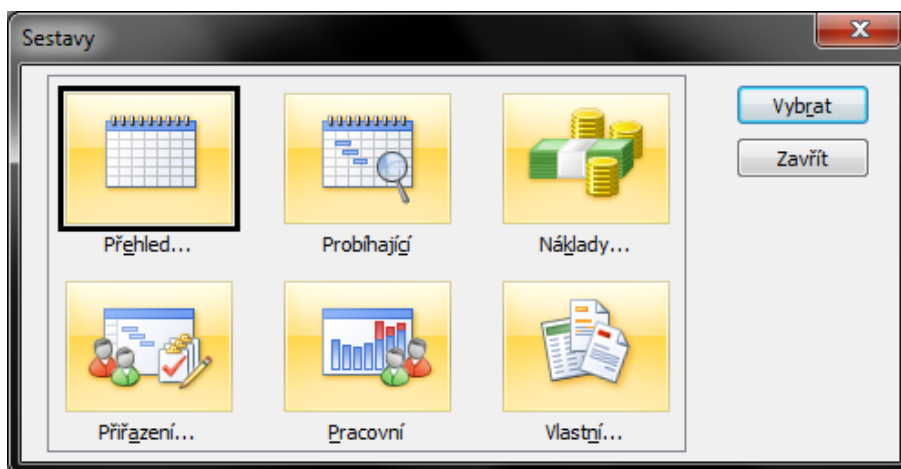 Sestavy
Vybrat
Zavřít
Přehled...
Probíhající
Náklady...
Přiřazení...
Pracovní
Vlastní...